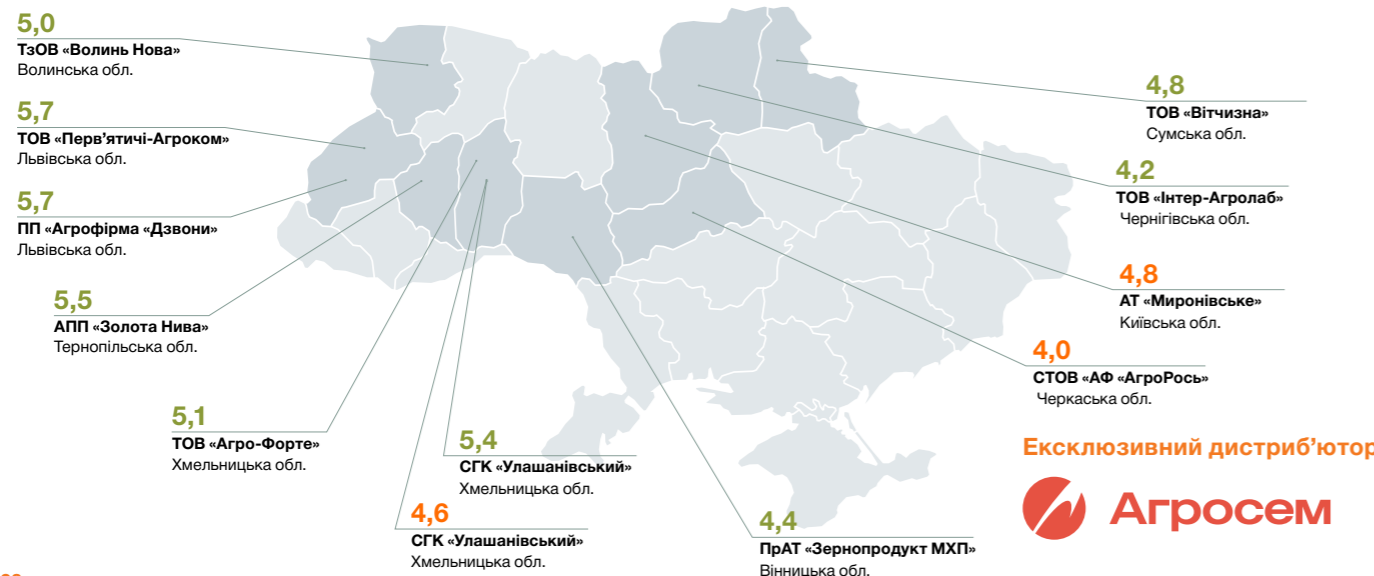 5,0
ТзОВ «Волинь Нова»
Волинська обл.
5,7
ТОВ «Перв’ятичі-Агроком»
Львівська обл.
5,7
ПП «Агрофірма «Дзвони»
Львівська обл.
5,5
АПП «Золота Нива»
Тернопільська обл.
5,1
ТОВ «Агро-Форте»
Хмельницька обл.
5,4
СГК «Улашанівський»
Хмельницька обл.
4,6
СГК «Улашанівський»
Хмельницька обл.
4,4
ПрАТ «Зернопродукт МХП»
Вінницька обл.
4,8
ТОВ «Вітчизна»
Сумська обл.
4,2
ТОВ «Інтер-Агролаб»
Чернігівська обл.
4,8
АТ «Миронівське»
Київська обл.
4,0
СТОВ «АФ «АгроРось»
Черкаська обл.
Ексклюзивний дистриб’ютор
Агросем